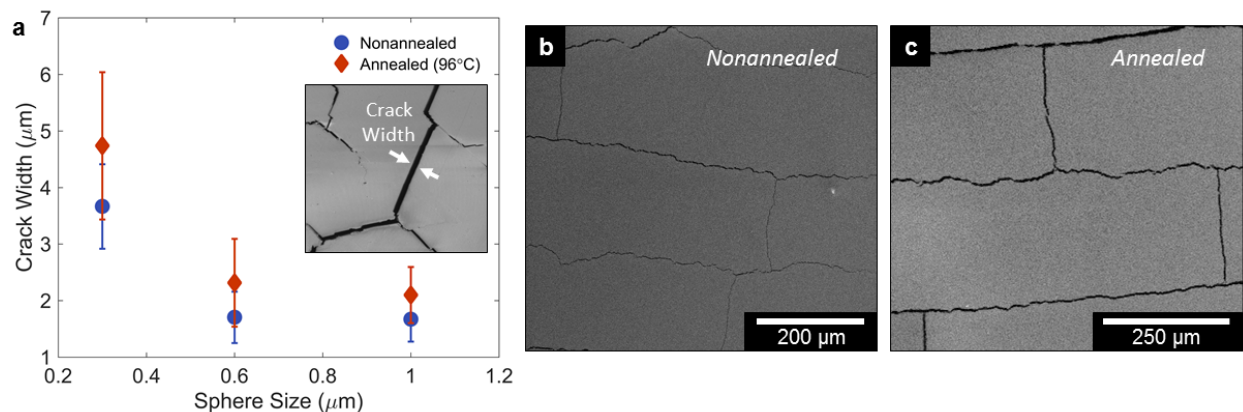 a
7
6
5
4
3
2
1
Crack Width (μm)
0.2
0.4
0.6
0.8
1
1.2
Sphere Size (μm)
Nonannealed
Annealed (96°C)
Crack
Width
b
Nonannealed
200 μm
c
Annealed
250 μm